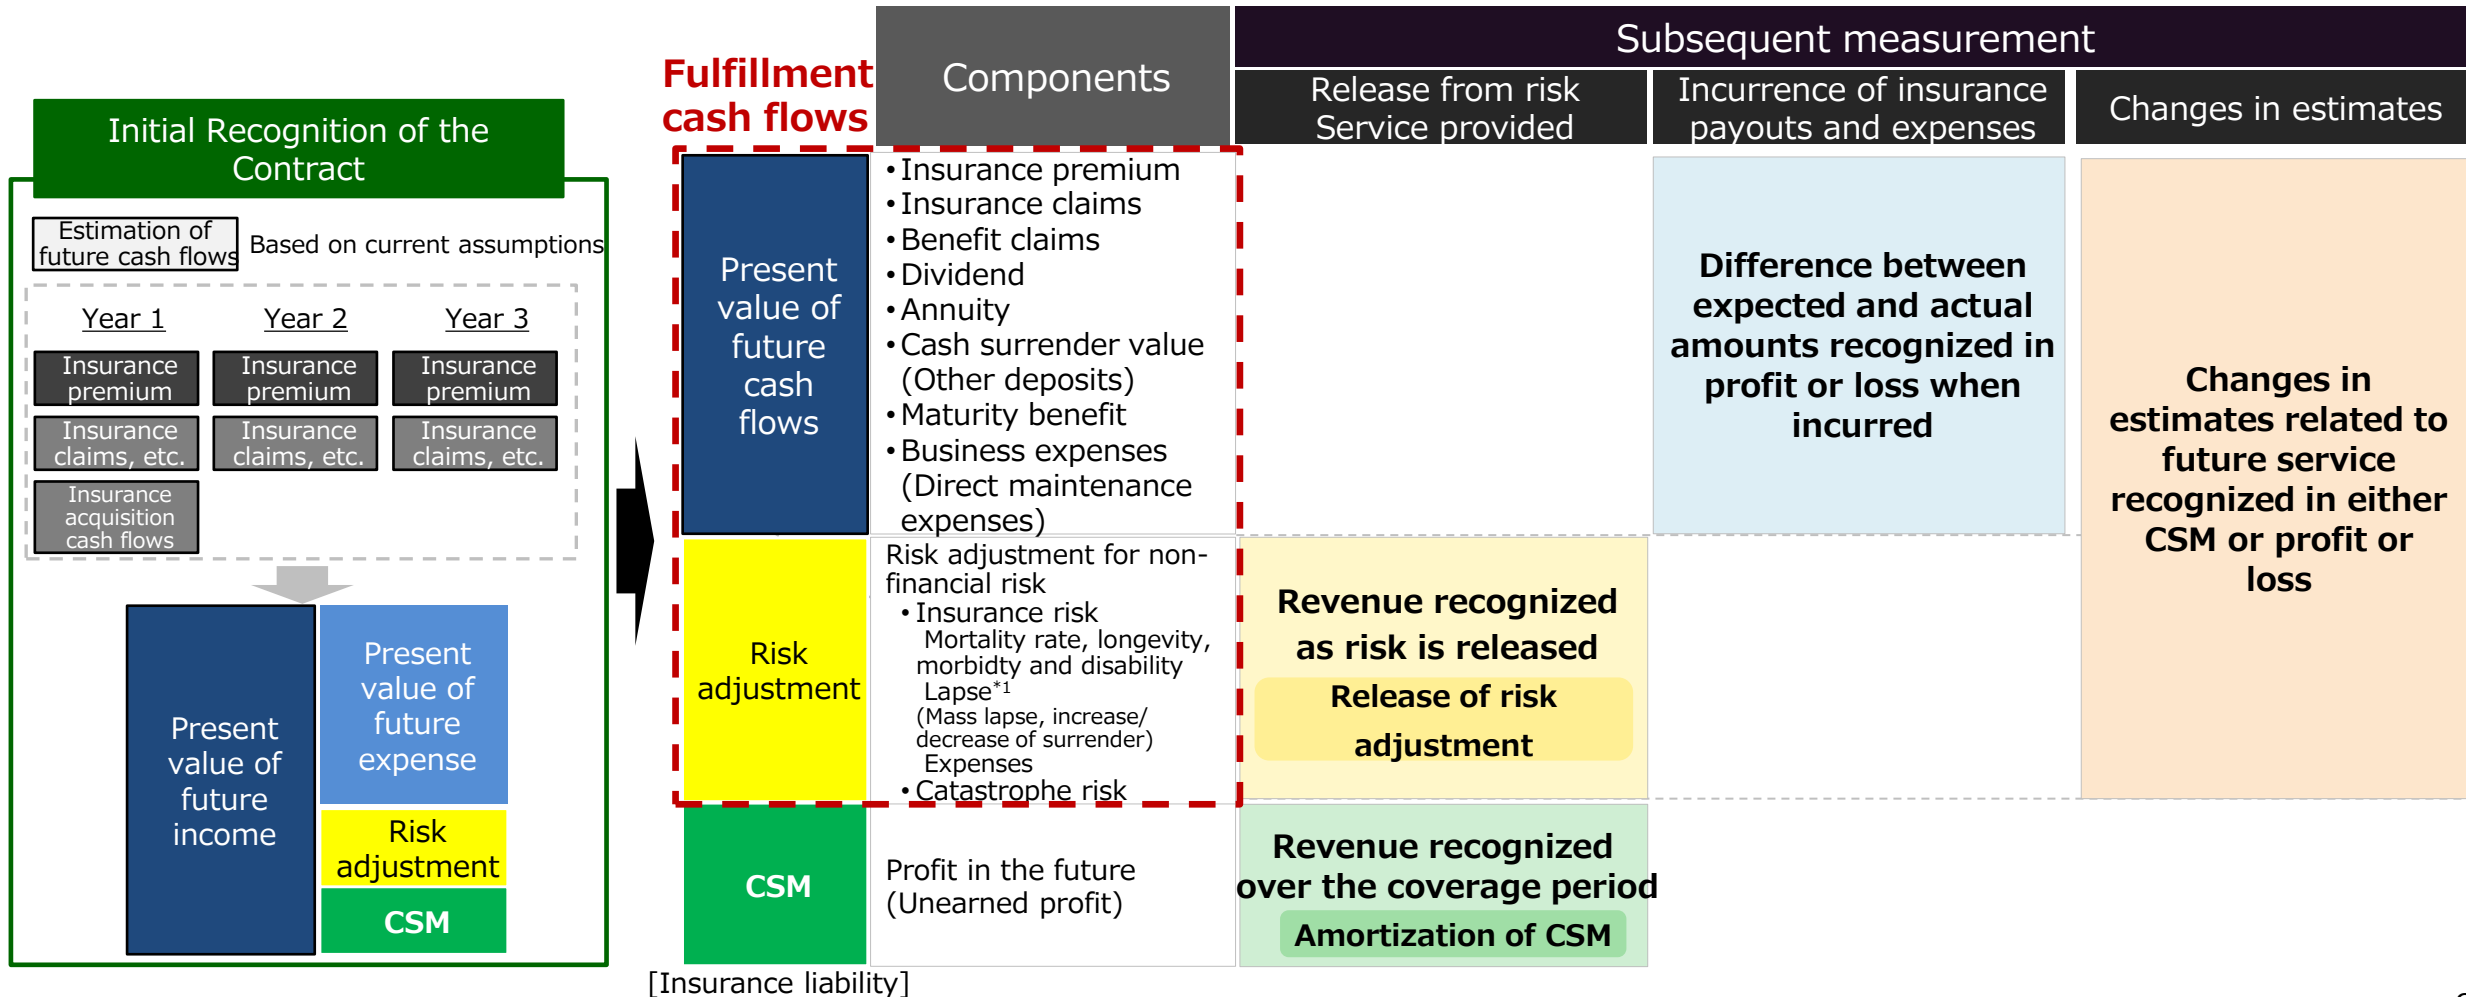 Initial Recognition of the
Contract
Estimation of
future cash flows
Based on current assumptions
Year 1
Year 2
Year 3
Insurance
premium
Insurance
premium
Insurance
premium
Insurance
claims, etc.
Insurance
claims, etc.
Insurance
claims, etc.
Insurance
acquisition
cash flows
Present
value of
future
income
Present
value of
future
expense
Risk
adjustment
CSM
Fulfillment
cash flows
Components
Subsequent measurement
Release from risk
Service provided
Incurrence of insurance
payouts and expenses
Changes in estimates
Present
value of
future
cash
flows
•Insurance premium
•Insurance claims
•Benefit claims
•Dividend
•Annuity
•Cash surrender value
(Other deposits)
•Maturity benefit
•Business expenses
(Direct maintenance
expenses)
Difference between
expected and actual
amounts recognized in
profit or loss when
incurred
Changes in
estimates related to
future service
recognized in either
CSM or profit or
loss
Risk
adjustment
Risk adjustment for non-
financial risk
•Insurance risk
Mortality rate, longevity,
morbidty and disability
Lapse*1
(Mass lapse, increase/
decrease of surrender)
Expenses
•Catastrophe risk
Revenue recognized
as risk is released
Release of risk
adjustment
CSM
Profit in the future
(Unearned profit)
Revenue recognized
over the coverage period
Amortization of CSM
[Insurance liability]